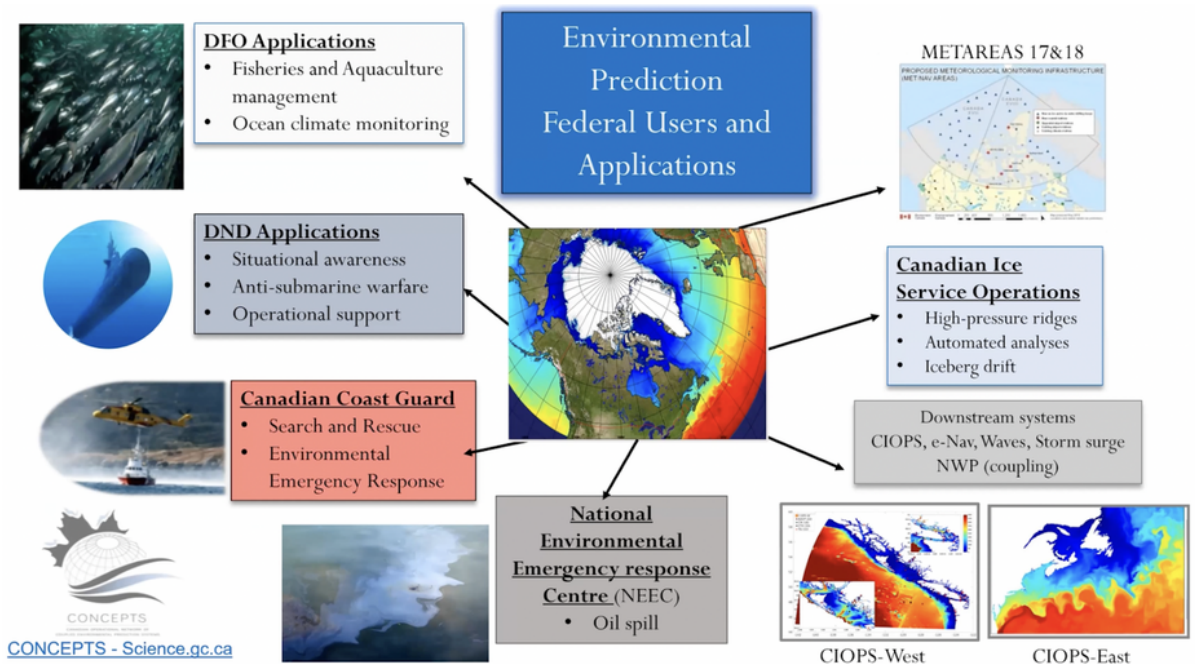 Environmental
Prediction
Federal Users and
Applications
DFO Applications
• Fisheries and Aquaculture
management
• Ocean climate monitoring
DND Applications
• Situational awareness
• Anti-submarine warfare
• Operational support
Canadian Coast Guard
• Search and Rescue
• Environmental
Emergency Response
National
Environmental
Emergency response
Centre (NEEC)
• Oil spill
METAREAS 17&18
PROPOSED METEOROLOGICAL MONITORING INFRASTRUCTURE
(MET/NAV AREAS)
Canadian Ice
Service Operations
• High-pressure ridges
• Automated analyses
• Iceberg drift
Downstream systems
CIOPS, e-Nav, Waves, Storm surge
NWP (coupling)
CIOPS-West
CIOPS-East
CONCEPTS
CONCEPTS - Science.gc.ca